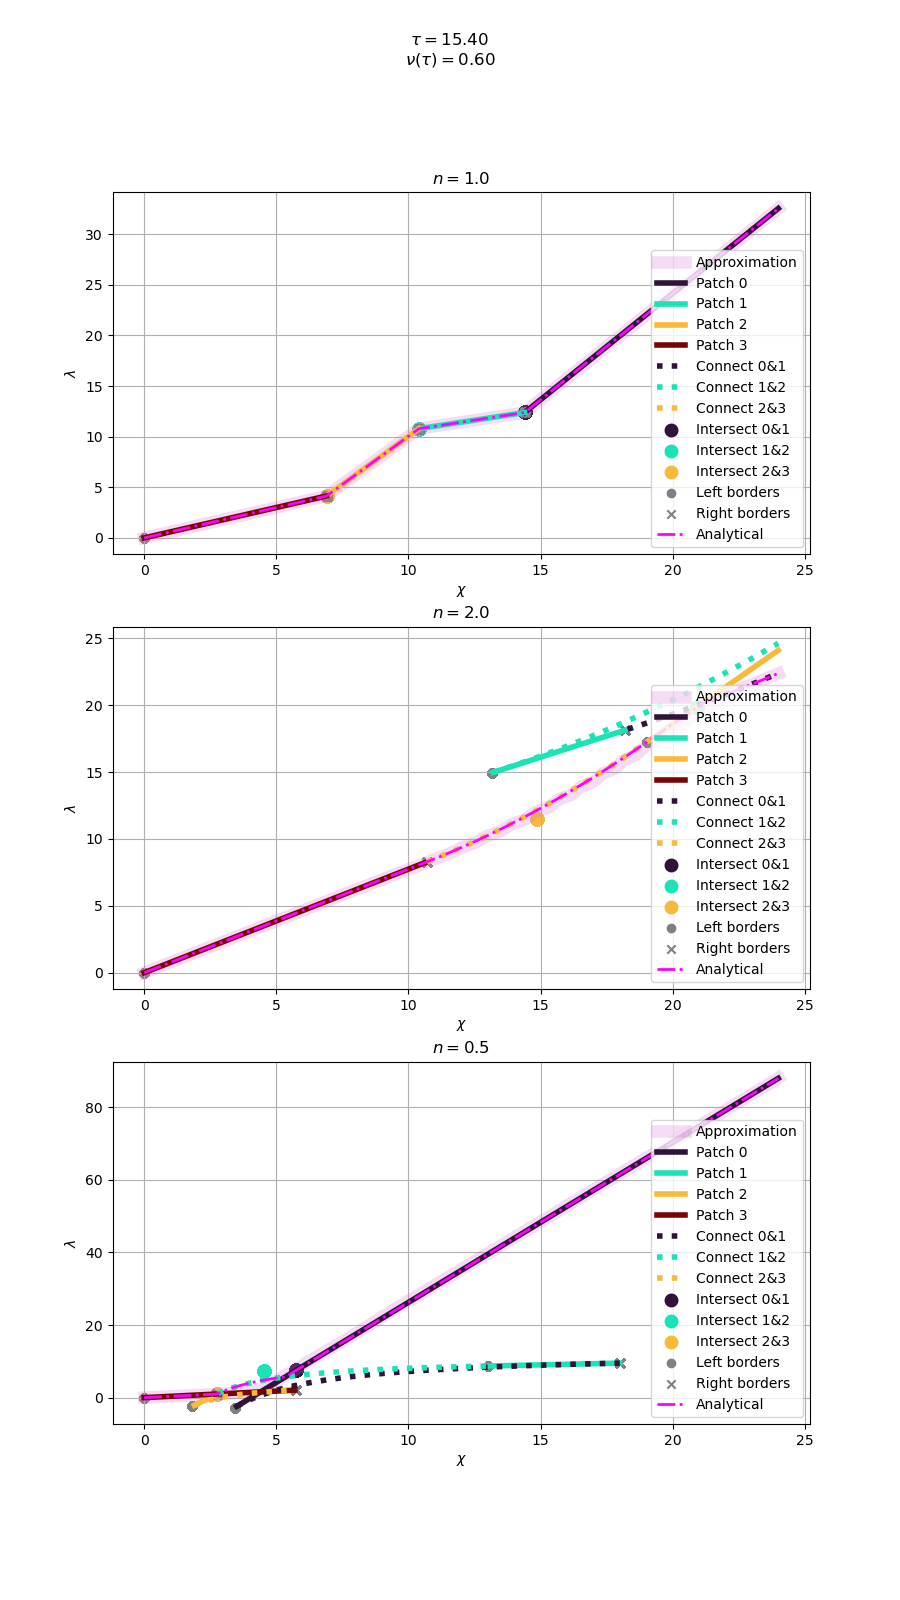 τ = 15.40
ν(τ) = 0.60
n = 1.0
λ
30
25
20
15
10
5
0
0 5 10 15 20 25
χ
Approximation
Patch 0
Patch 1
Patch 2
Patch 3
Connect 0&1
Connect 1&2
Connect 2&3
Intersect 0&1
Intersect 1&2
Intersect 2&3
Left borders
Right borders
Analytical
n = 2.0
λ
25
20
15
10
5
0
0 5 10 15 20 25
χ
Approximation
Patch 0
Patch 1
Patch 2
Patch 3
Connect 0&1
Connect 1&2
Connect 2&3
Intersect 0&1
Intersect 1&2
Intersect 2&3
Left borders
Right borders
Analytical
n = 0.5
λ
80
60
40
20
0
0 5 10 15 20 25
χ
Approximation
Patch 0
Patch 1
Patch 2
Patch 3
Connect 0&1
Connect 1&2
Connect 2&3
Intersect 0&1
Intersect 1&2
Intersect 2&3
Left borders
Right borders
Analytical